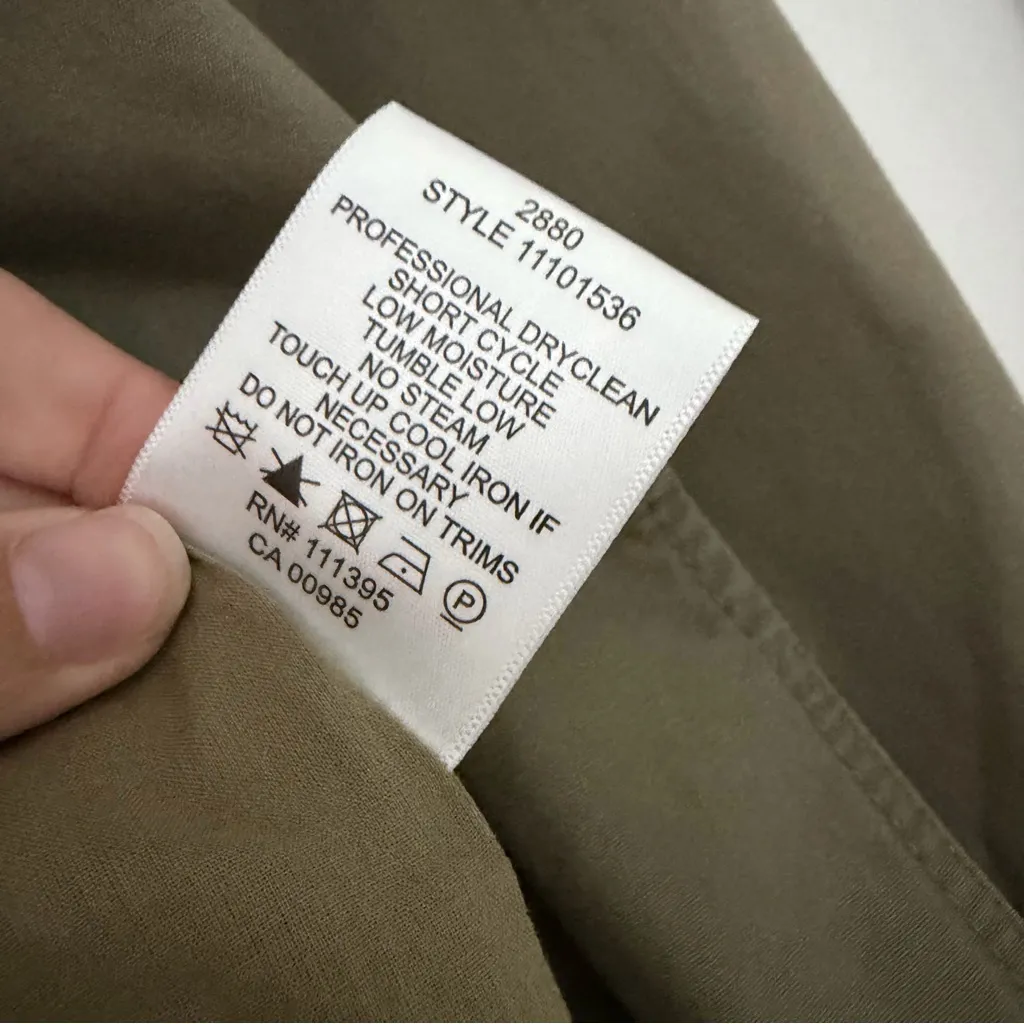 2880
STYLE 11101536
PROFESSIONAL DRYCLEAN
SHORT CYCLE
LOW MOISTURE
TUMBLE LOW
NO STEAM
TOUCH UP COOL IRON IF
NECESSARY
DO NOT IRON ON TRIMS
P
RN# 111395
CA 00985